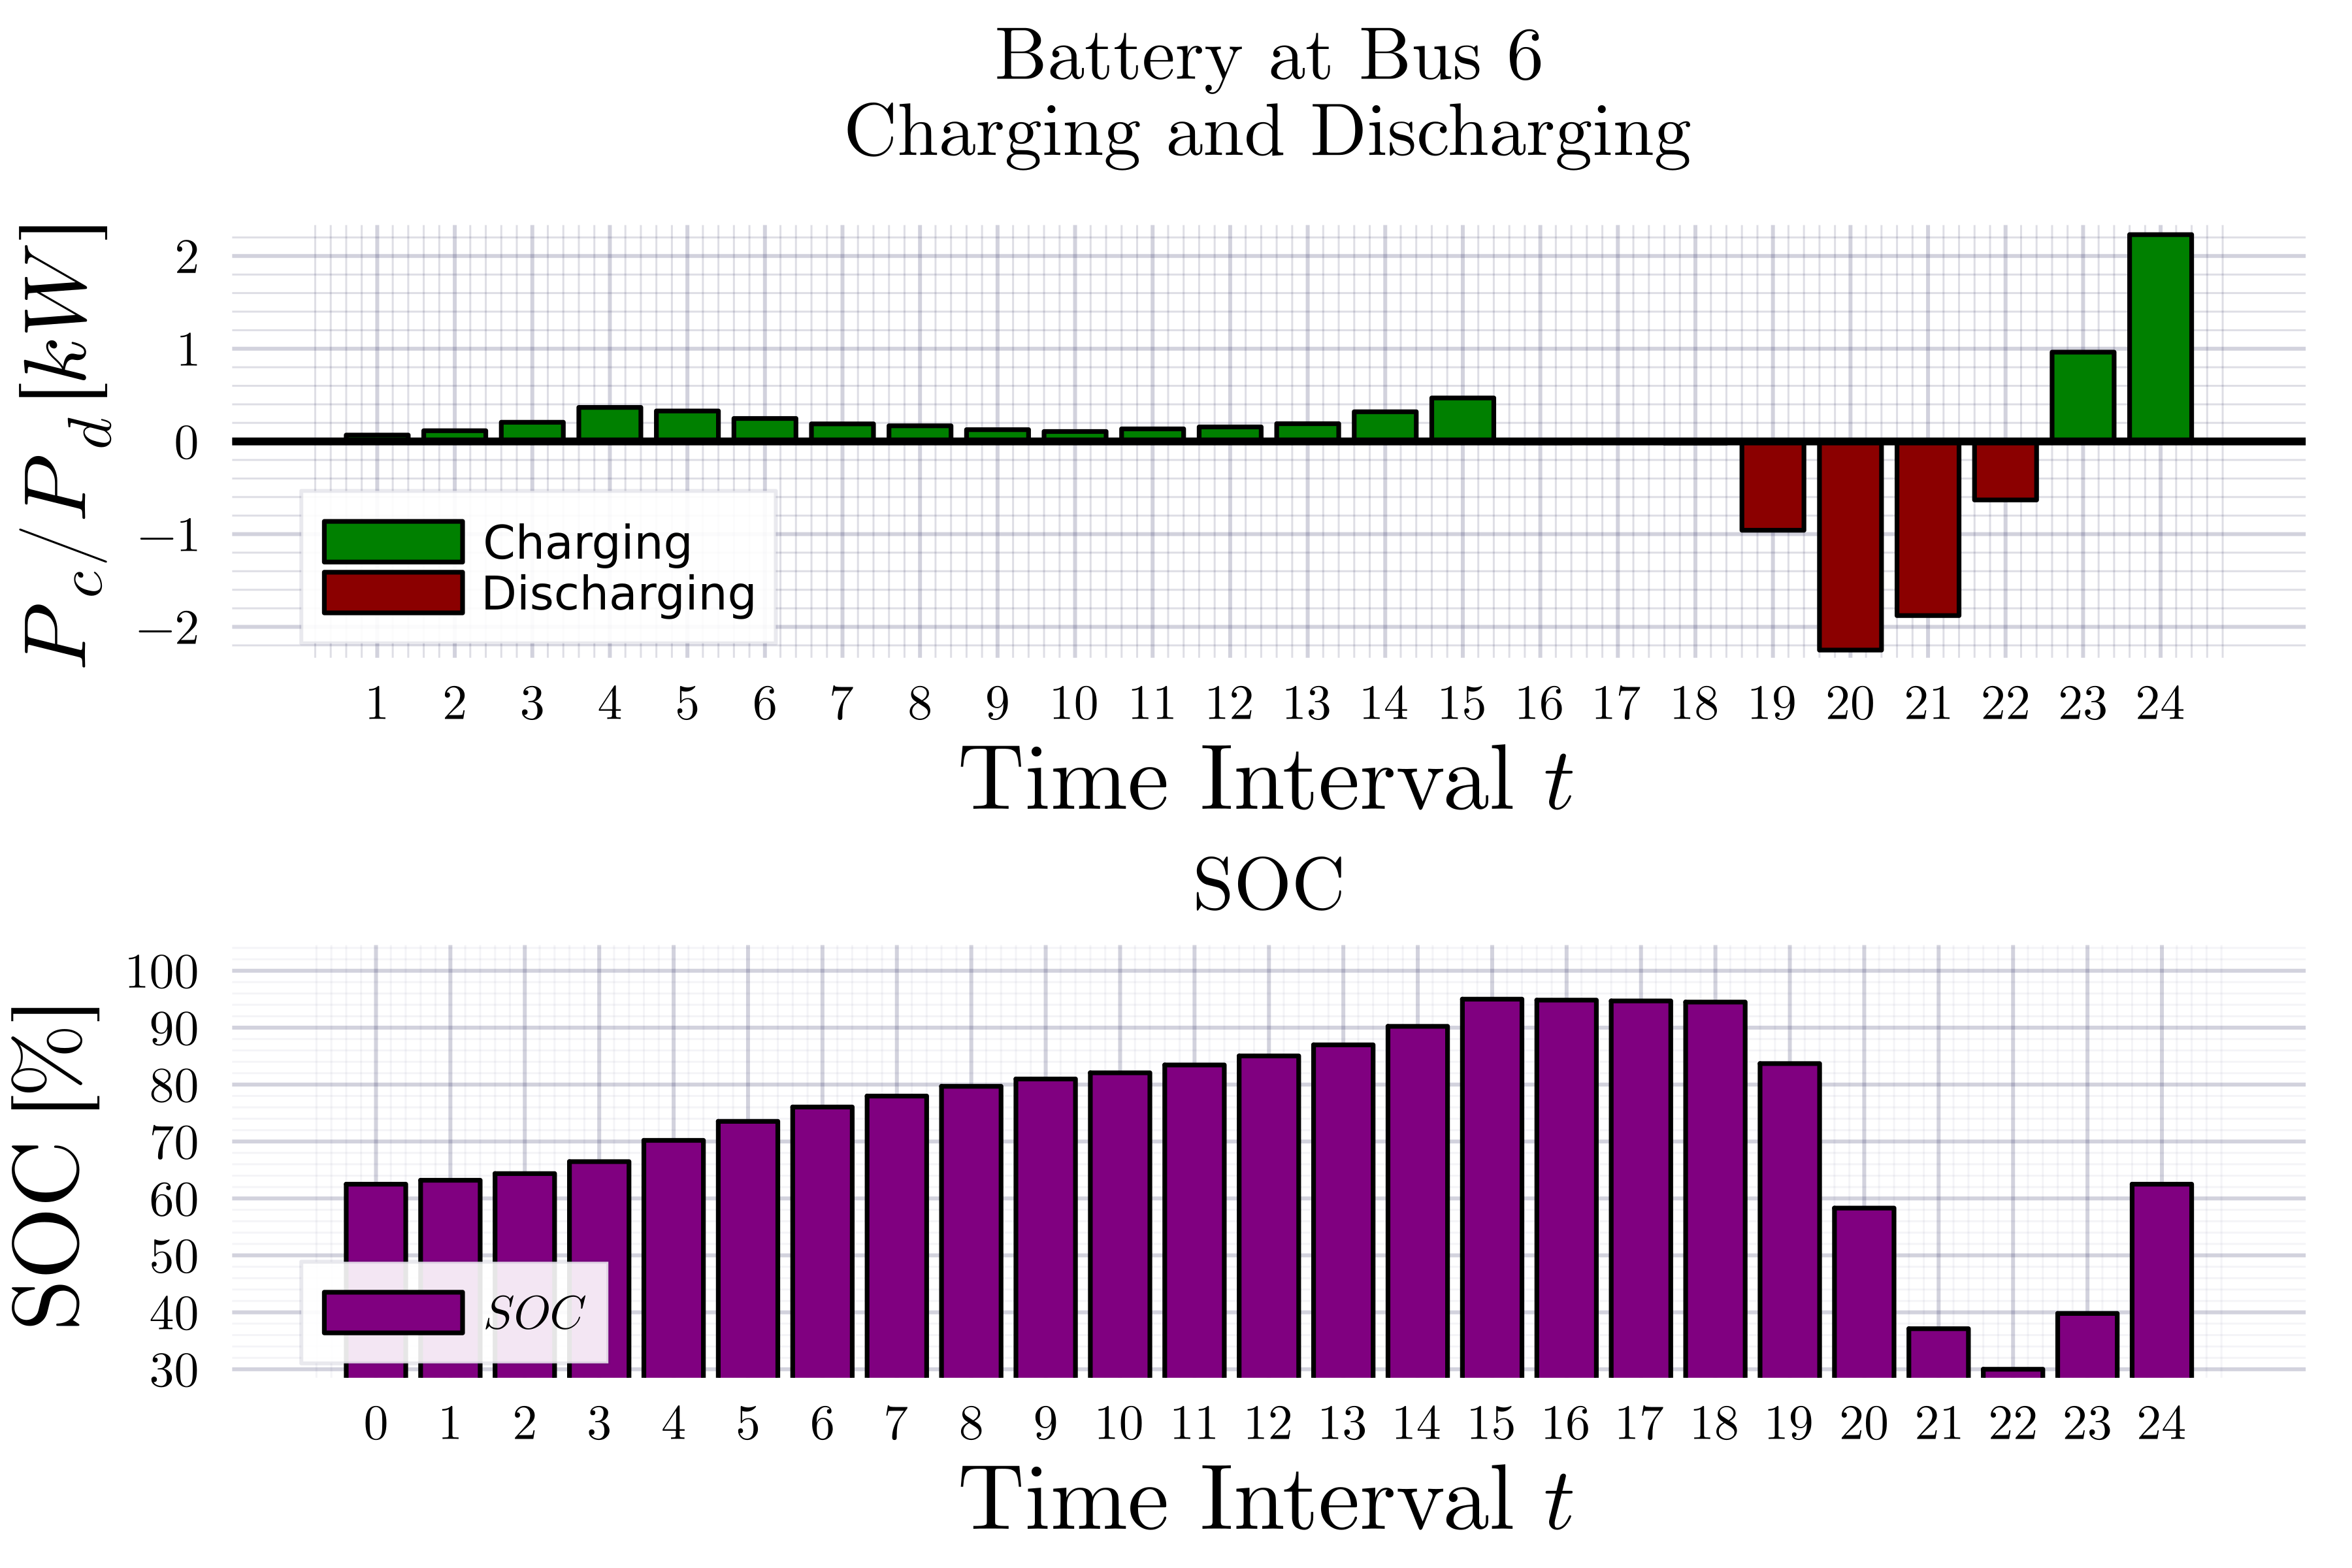 Battery at Bus 6
Charging and Discharging
P_c/P_d [kW]
2
1
0
−1
−2
Charging
Discharging
1 2 3 4 5 6 7 8 9 10 11 12 13 14 15 16 17 18 19 20 21 22 23 24
Time Interval t
SOC
SOC [%]
100
90
80
70
60
50
40
30
SOC
0 1 2 3 4 5 6 7 8 9 10 11 12 13 14 15 16 17 18 19 20 21 22 23 24
Time Interval t